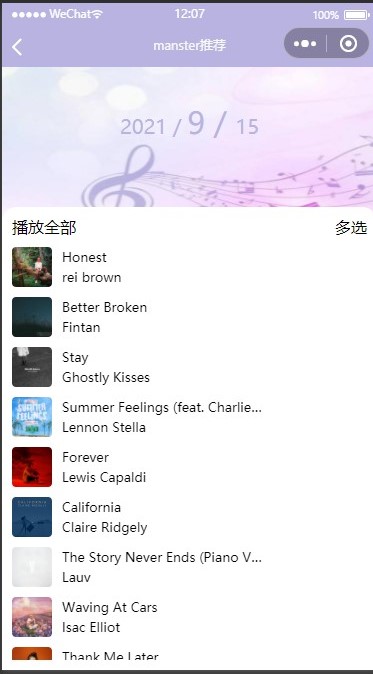 WeChat 12:07 100%
manster推荐
2021 / 9 / 15
播放全部 多选
Honest
rei brown
Better Broken
Fintan
Stay
Ghostly Kisses
Summer Feelings (feat. Charlie...
Lennon Stella
Forever
Lewis Capaldi
California
Claire Ridgely
The Story Never Ends (Piano V...
Lauv
Waving At Cars
Isac Elliot
Thank Me Later